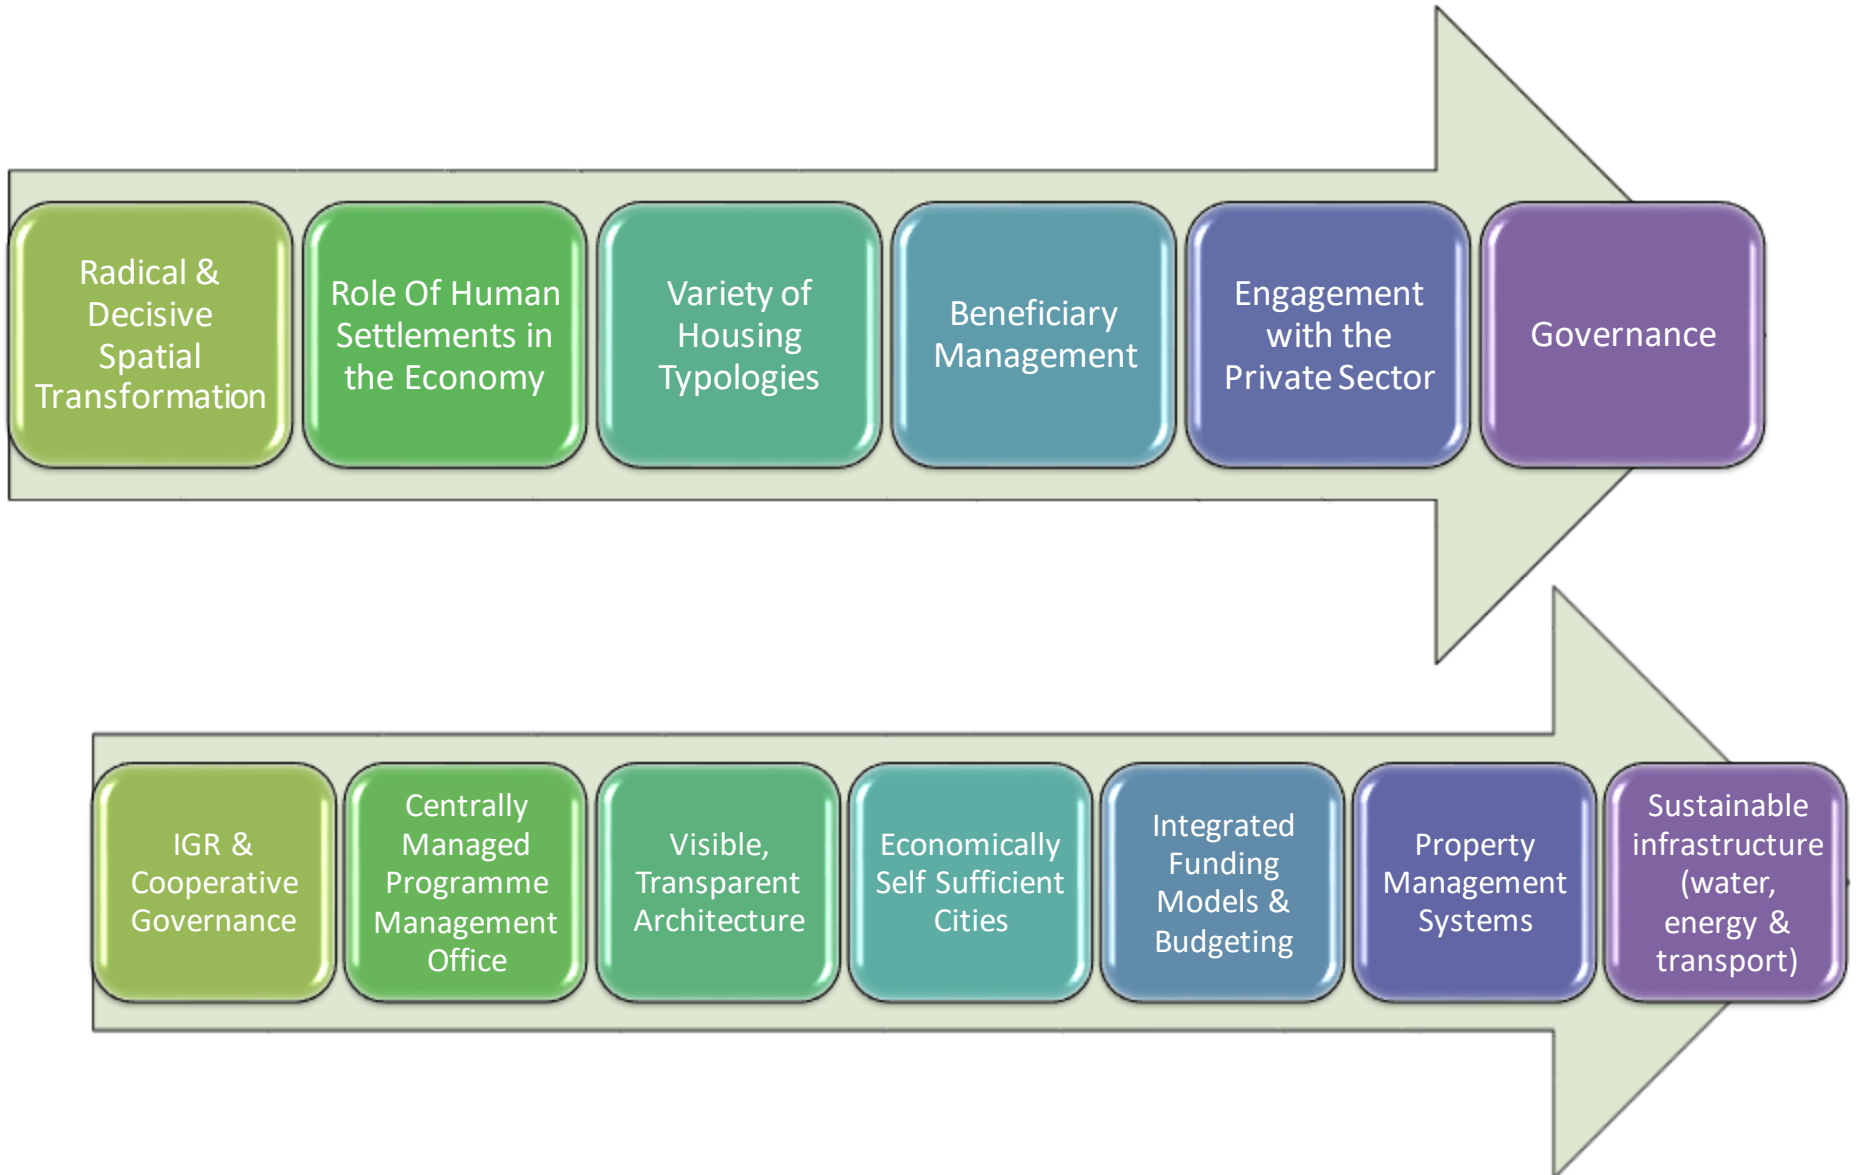 Radical &
Decisive
Spatial
Transformation
Role Of Human
Settlements in
the Economy
Variety of
Housing
Typologies
Beneficiary
Management
Engagement
with the
Private Sector
Governance
IGR &
Cooperative
Governance
Centrally
Managed
Programme
Management
Office
Visible,
Transparent
Architecture
Economically
Self Sufficient
Cities
Integrated
Funding
Models &
Budgeting
Property
Management
Systems
Sustainable
infrastructure
(water,
energy &
transport)